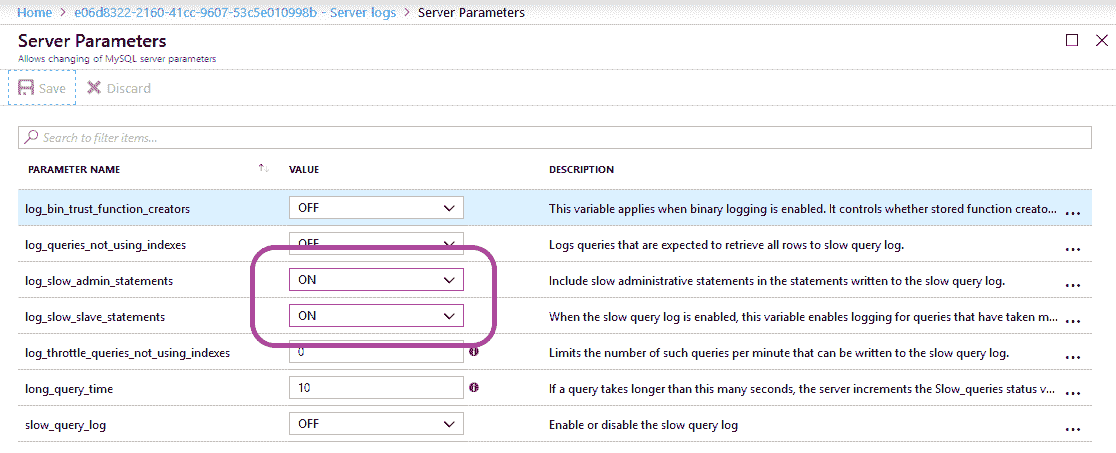 Home > e06d8322-2160-41cc-9607-53c5e010998b - Server logs > Server Parameters
Server Parameters
Allows changing of MySQL server parameters
Save Discard
Search to filter items...
PARAMETER NAME VALUE DESCRIPTION
log_bin_trust_function_creators OFF This variable applies when binary logging is enabled. It controls whether stored function creato... ...
log_queries_not_using_indexes OFF Logs queries that are expected to retrieve all rows to slow query log. ...
log_slow_admin_statements ON Include slow administrative statements in the statements written to the slow query log. ...
log_slow_slave_statements ON When the slow query log is enabled, this variable enables logging for queries that have taken m... ...
log_throttle_queries_not_using_indexes 0 Limits the number of such queries per minute that can be written to the slow query log. ...
long_query_time 10 If a query takes longer than this many seconds, the server increments the Slow_queries status v... ...
slow_query_log OFF Enable or disable the slow query log ...